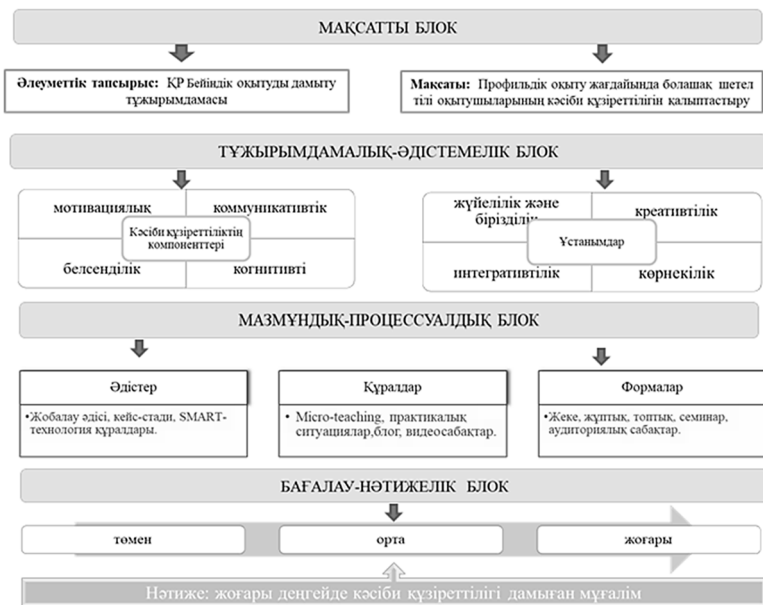 МАҚСАТТЫ БЛОК
Әлеуметтік тапсырыс: ҚР Бейіндік оқытуды дамыту
тұжырымдамасы
Мақсаты: Профильдік оқыту жағдайында болашақ шетел
тілі оқытушыларының кәсіби құзіреттілігін қалыптастыру
ТҰЖЫРЫМДАМАЛЫҚ-ӘДІСТЕМЕЛІК БЛОК
мотивациялық
коммуникативтік
Кәсіби құзіреттіліктің
компоненттері
белсенділік
когнитивті
жүйелілік және
бірізділік
креативтілік
Ұстанымдар
интегративтілік
көрнекілік
МАЗМҰНДЫҚ-ПРОЦЕССУАЛДЫҚ БЛОК
Әдістер
•Жобалау әдісі, кейс-стади, SMART-
технология құралдары.
Құралдар
• Micro-teaching, практикалық
ситуациялар,блог, видеосабақтар.
Формалар
•Жеке, жұптық, топтық, семинар,
аудиториялық сабақтар.
БАҒАЛАУ-НӘТИЖЕЛІК БЛОК
төмен
орта
жоғары
Нәтиже: жоғары деңгейде кәсіби құзіреттілігі дамыған мұғалім